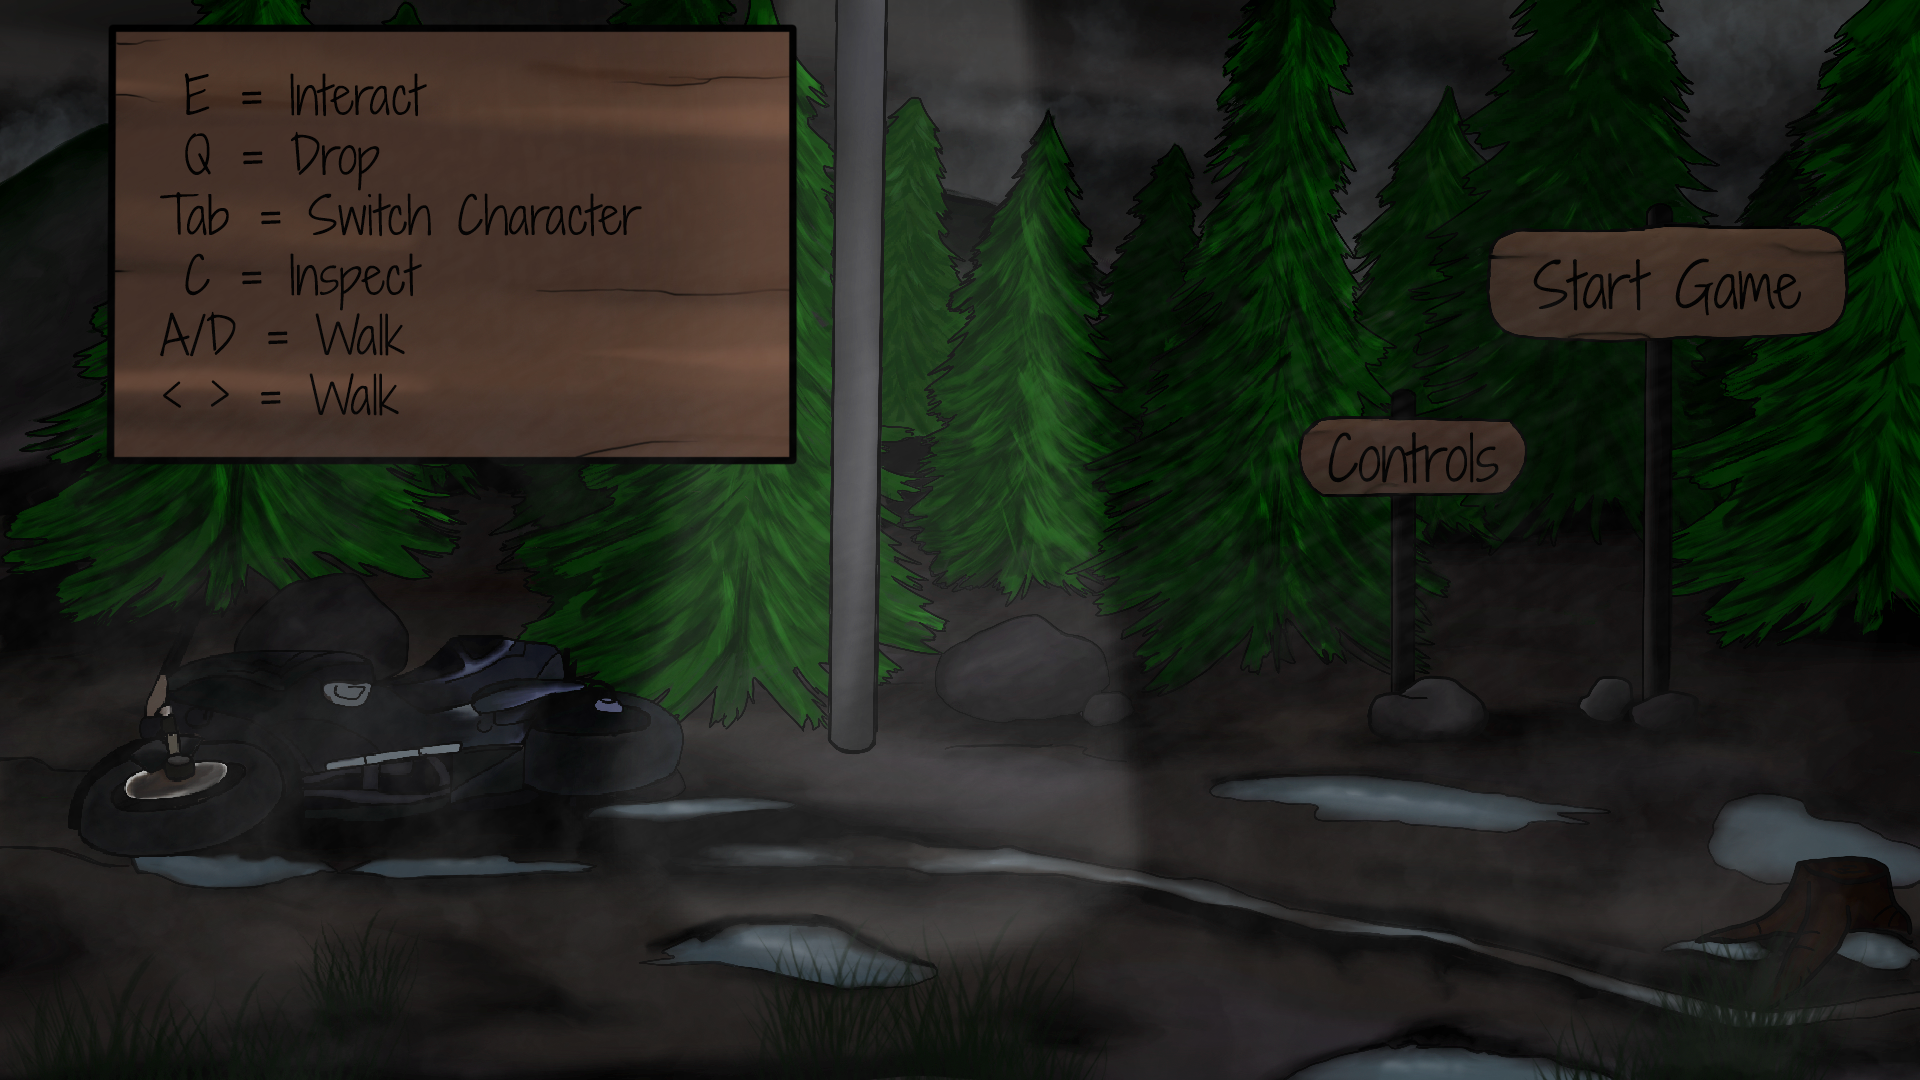 E = Interact
Q = Drop
Tab = Switch Character
C = Inspect
A/D = Walk
< > = Walk
Start Game
Controls